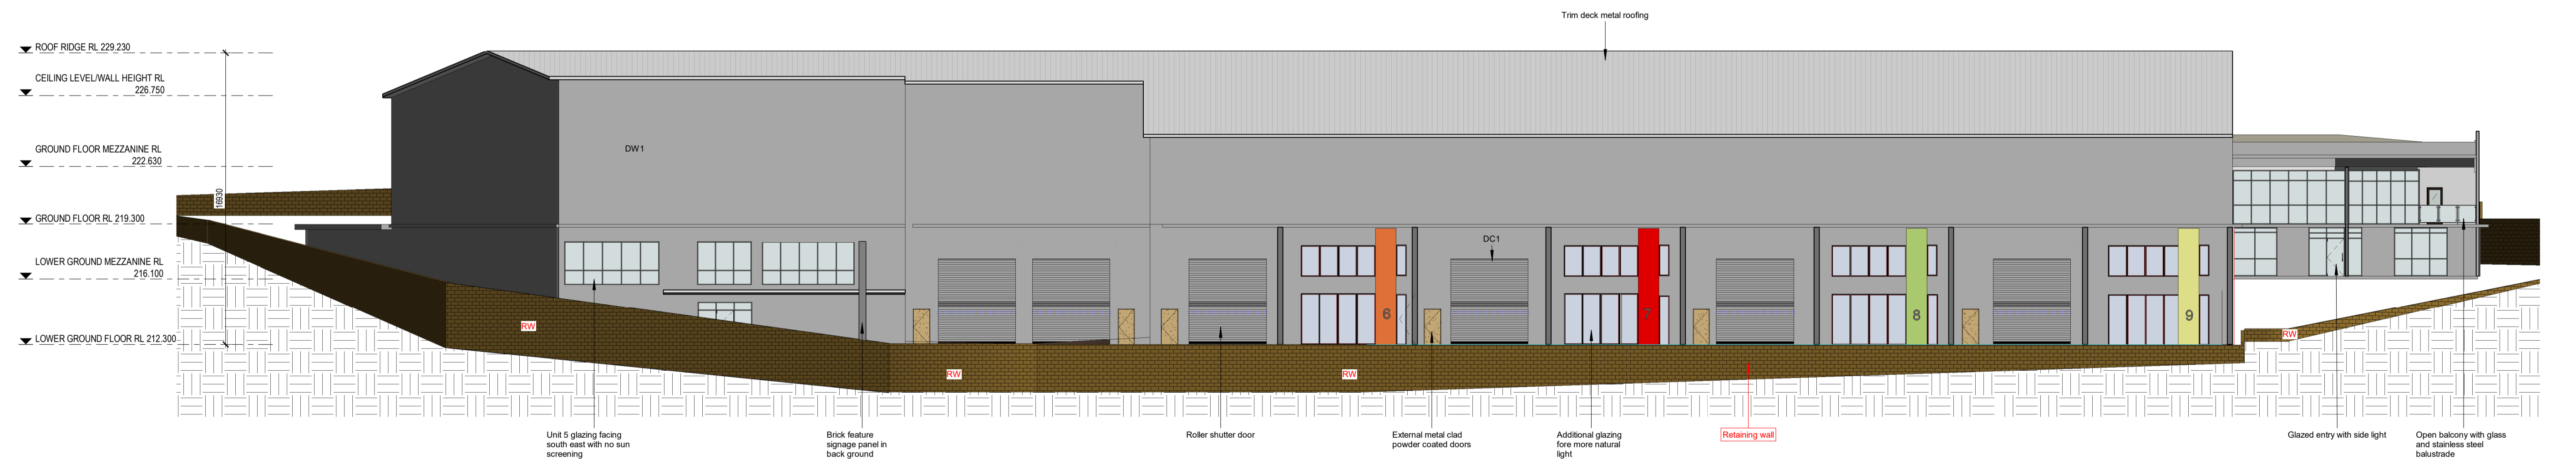 Trim deck metal roofing
ROOF RIDGE RL 229.230
CEILING LEVEL/WALL HEIGHT RL
226.750
DW1
GROUND FLOOR MEZZANINE RL
222.630
16930
GROUND FLOOR RL 219.300
DC1
LOWER GROUND MEZZANINE RL
216.100
6
7
8
9
RW
RW
LOWER GROUND FLOOR RL 212.300
RW
RW
Unit 5 glazing facing
south east with no sun
screening
Brick feature
signage panel in
back ground
Roller shutter door
External metal clad
powder coated doors
Additional glazing
fore more natural
light
Retaining wall
Glazed entry with side light
Open balcony with glass
and stainless steel
balustrade